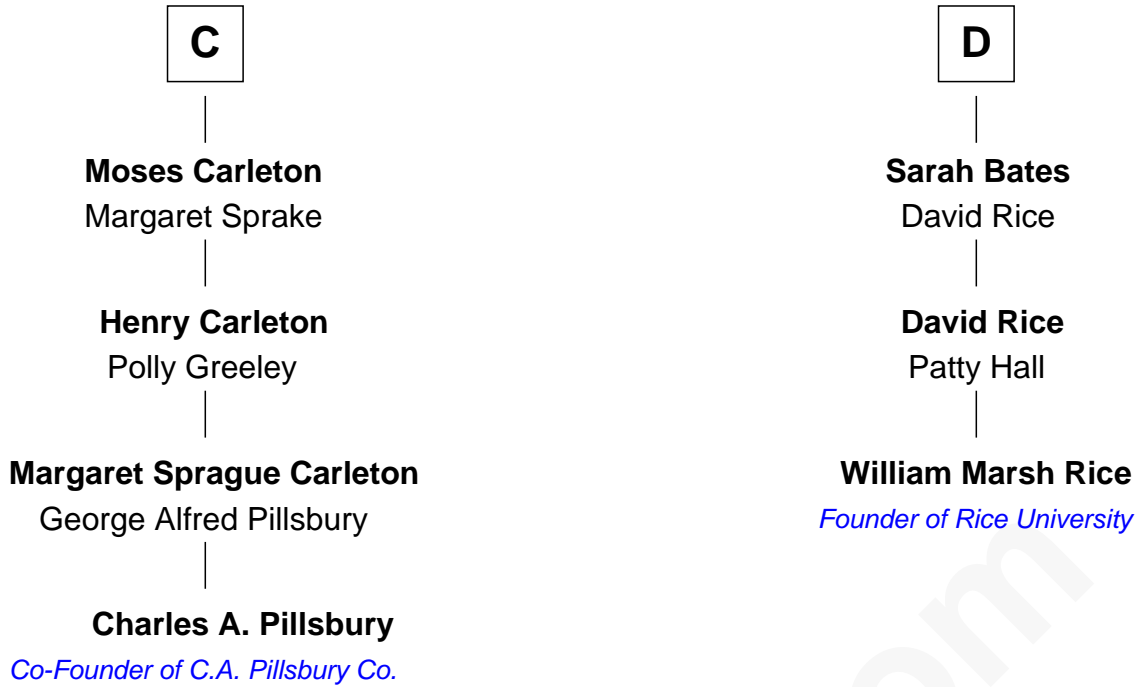 C
Moses Carleton
Margaret Sprake
Henry Carleton
Polly Greeley
Margaret Sprague Carleton
George Alfred Pillsbury
Charles A. Pillsbury
Co-Founder of C.A. Pillsbury Co.
D
Sarah Bates
David Rice
David Rice
Patty Hall
William Marsh Rice
Founder of Rice University
om